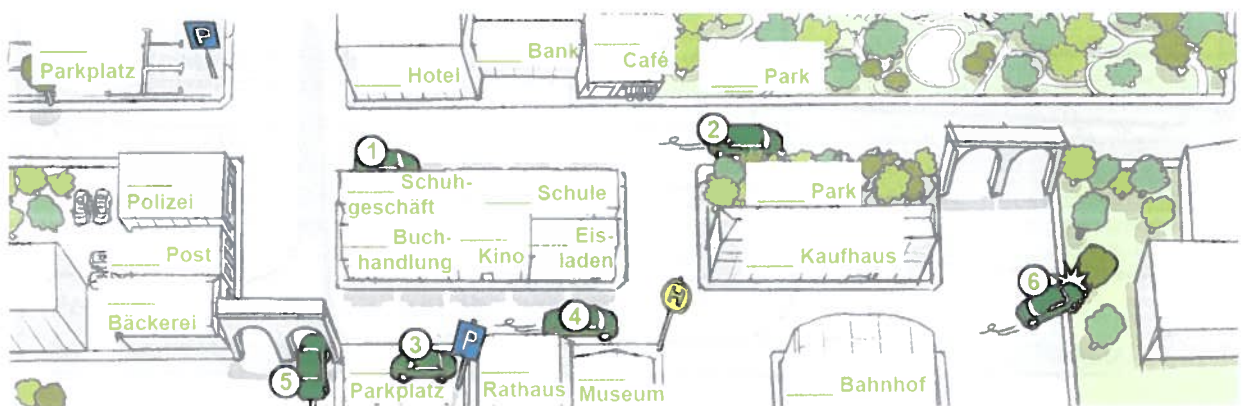 P
Parkplatz
Hotel
Bank
Café
Park
1
2
Schuh-
geschäft
Schule
Park
Polizei
Post
Buch-
handlung
Kino
Eis-
laden
Kaufhaus
6
Bäckerei
H
4
3
P
5
Parkplatz
Rathaus
Museum
Bahnhof